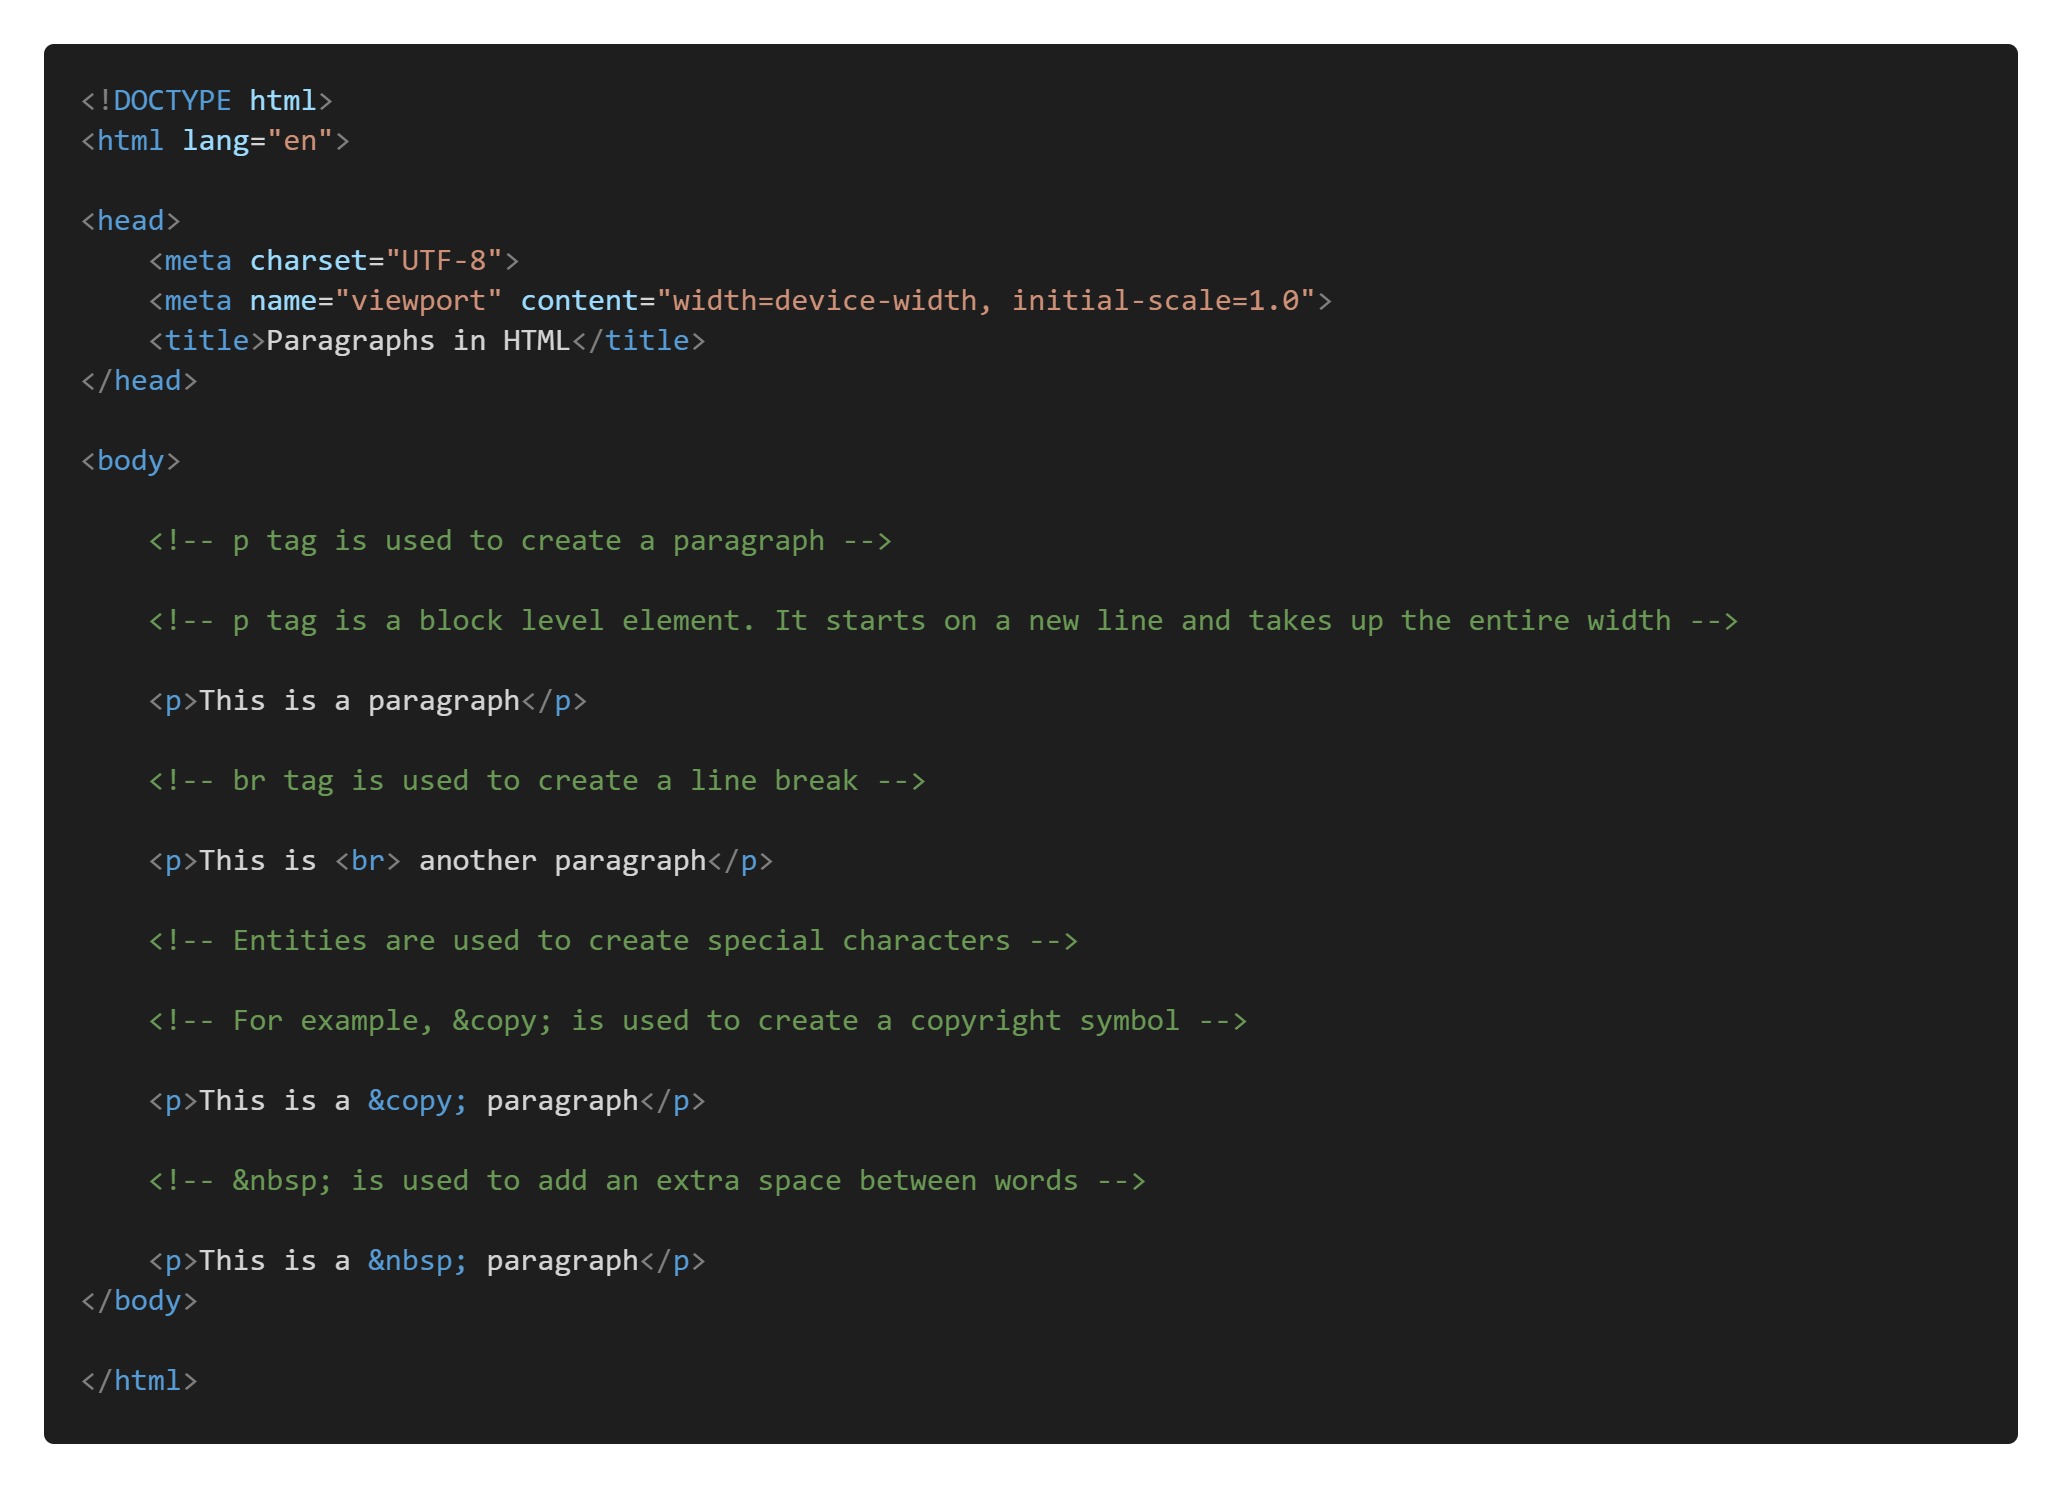 <!DOCTYPE html>
<html lang="en">
<head>
    <meta charset="UTF-8">
    <meta name="viewport" content="width=device-width, initial-scale=1.0">
    <title>Paragraphs in HTML</title>
</head>
<body>
    <!-- p tag is used to create a paragraph -->
    <!-- p tag is a block level element. It starts on a new line and takes up the entire width -->
    <p>This is a paragraph</p>
    <!-- br tag is used to create a line break -->
    <p>This is <br> another paragraph</p>
    <!-- Entities are used to create special characters -->
    <!-- For example, &copy; is used to create a copyright symbol -->
    <p>This is a &copy; paragraph</p>
    <!-- &nbsp; is used to add an extra space between words -->
    <p>This is a &nbsp; paragraph</p>
</body>
</html>